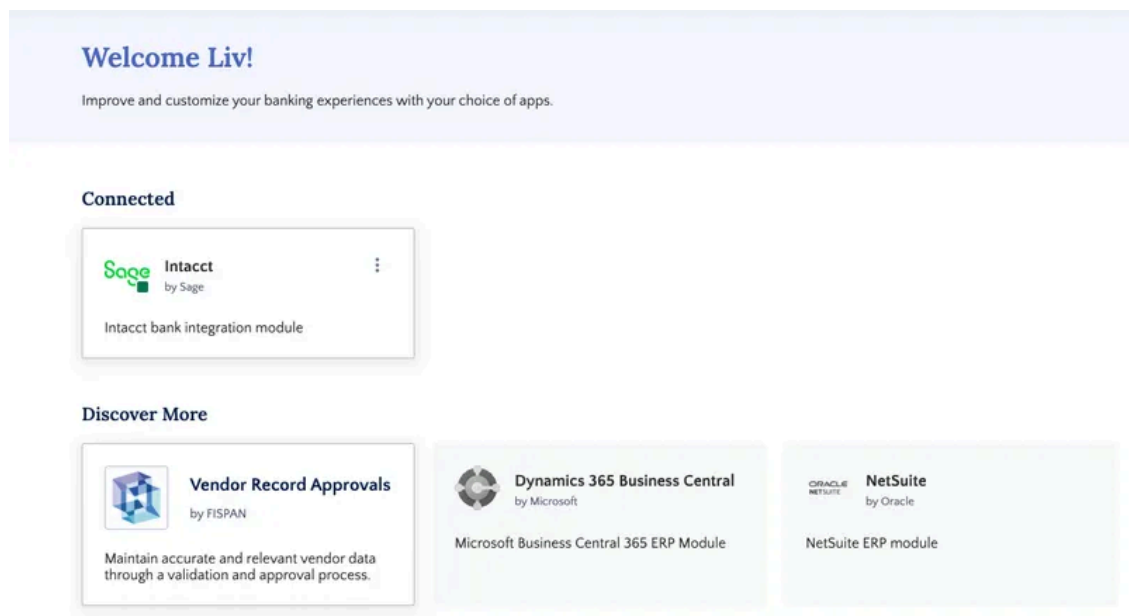 Welcome Liv!
Improve and customize your banking experiences with your choice of apps.
Connected
Sage
Intacct
by Sage
Intacct bank integration module
Discover More
Vendor Record Approvals
by FISPAN
Maintain accurate and relevant vendor data
through a validation and approval process.
Dynamics 365 Business Central
by Microsoft
Microsoft Business Central 365 ERP Module
ORACLE
NETSUITE
NetSuite
by Oracle
NetSuite ERP module